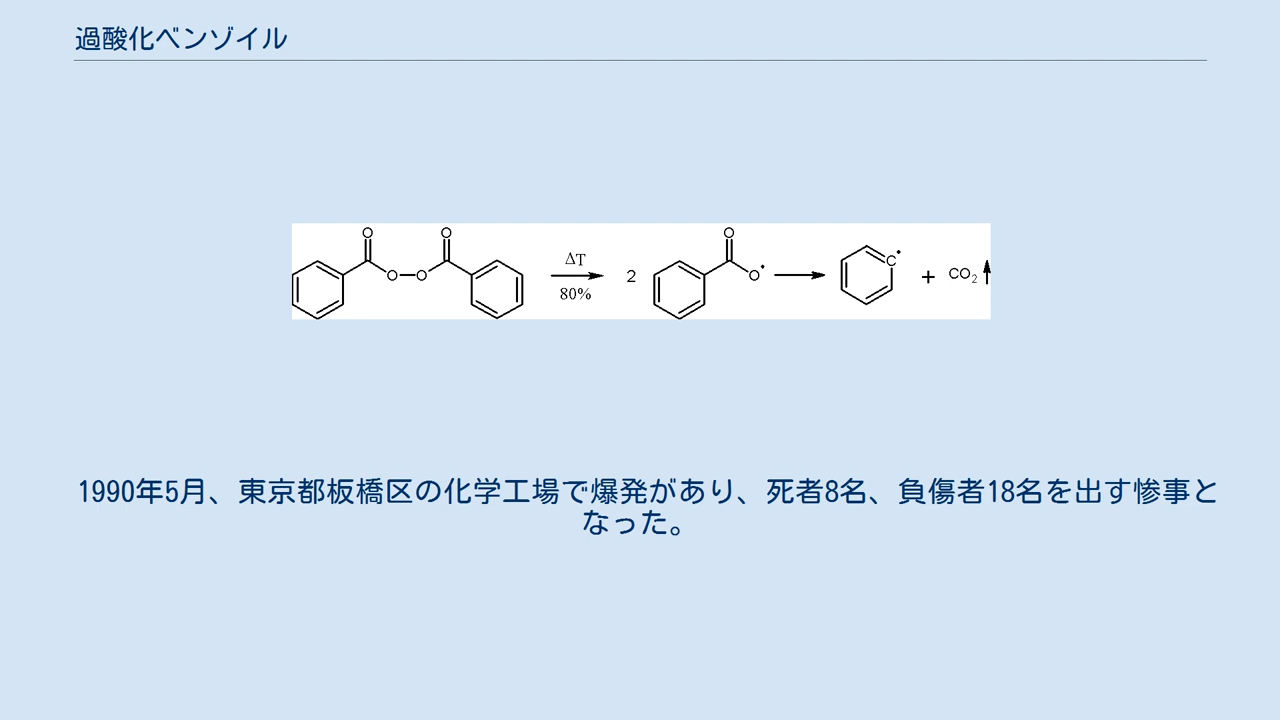 過酸化ベンゾイル
O O O O ΔT 80% 2 O O• C• + CO₂
1990年5月、東京都板橋区の化学工場で爆発があり、死者8名、負傷者18名を出す惨事と
なった。